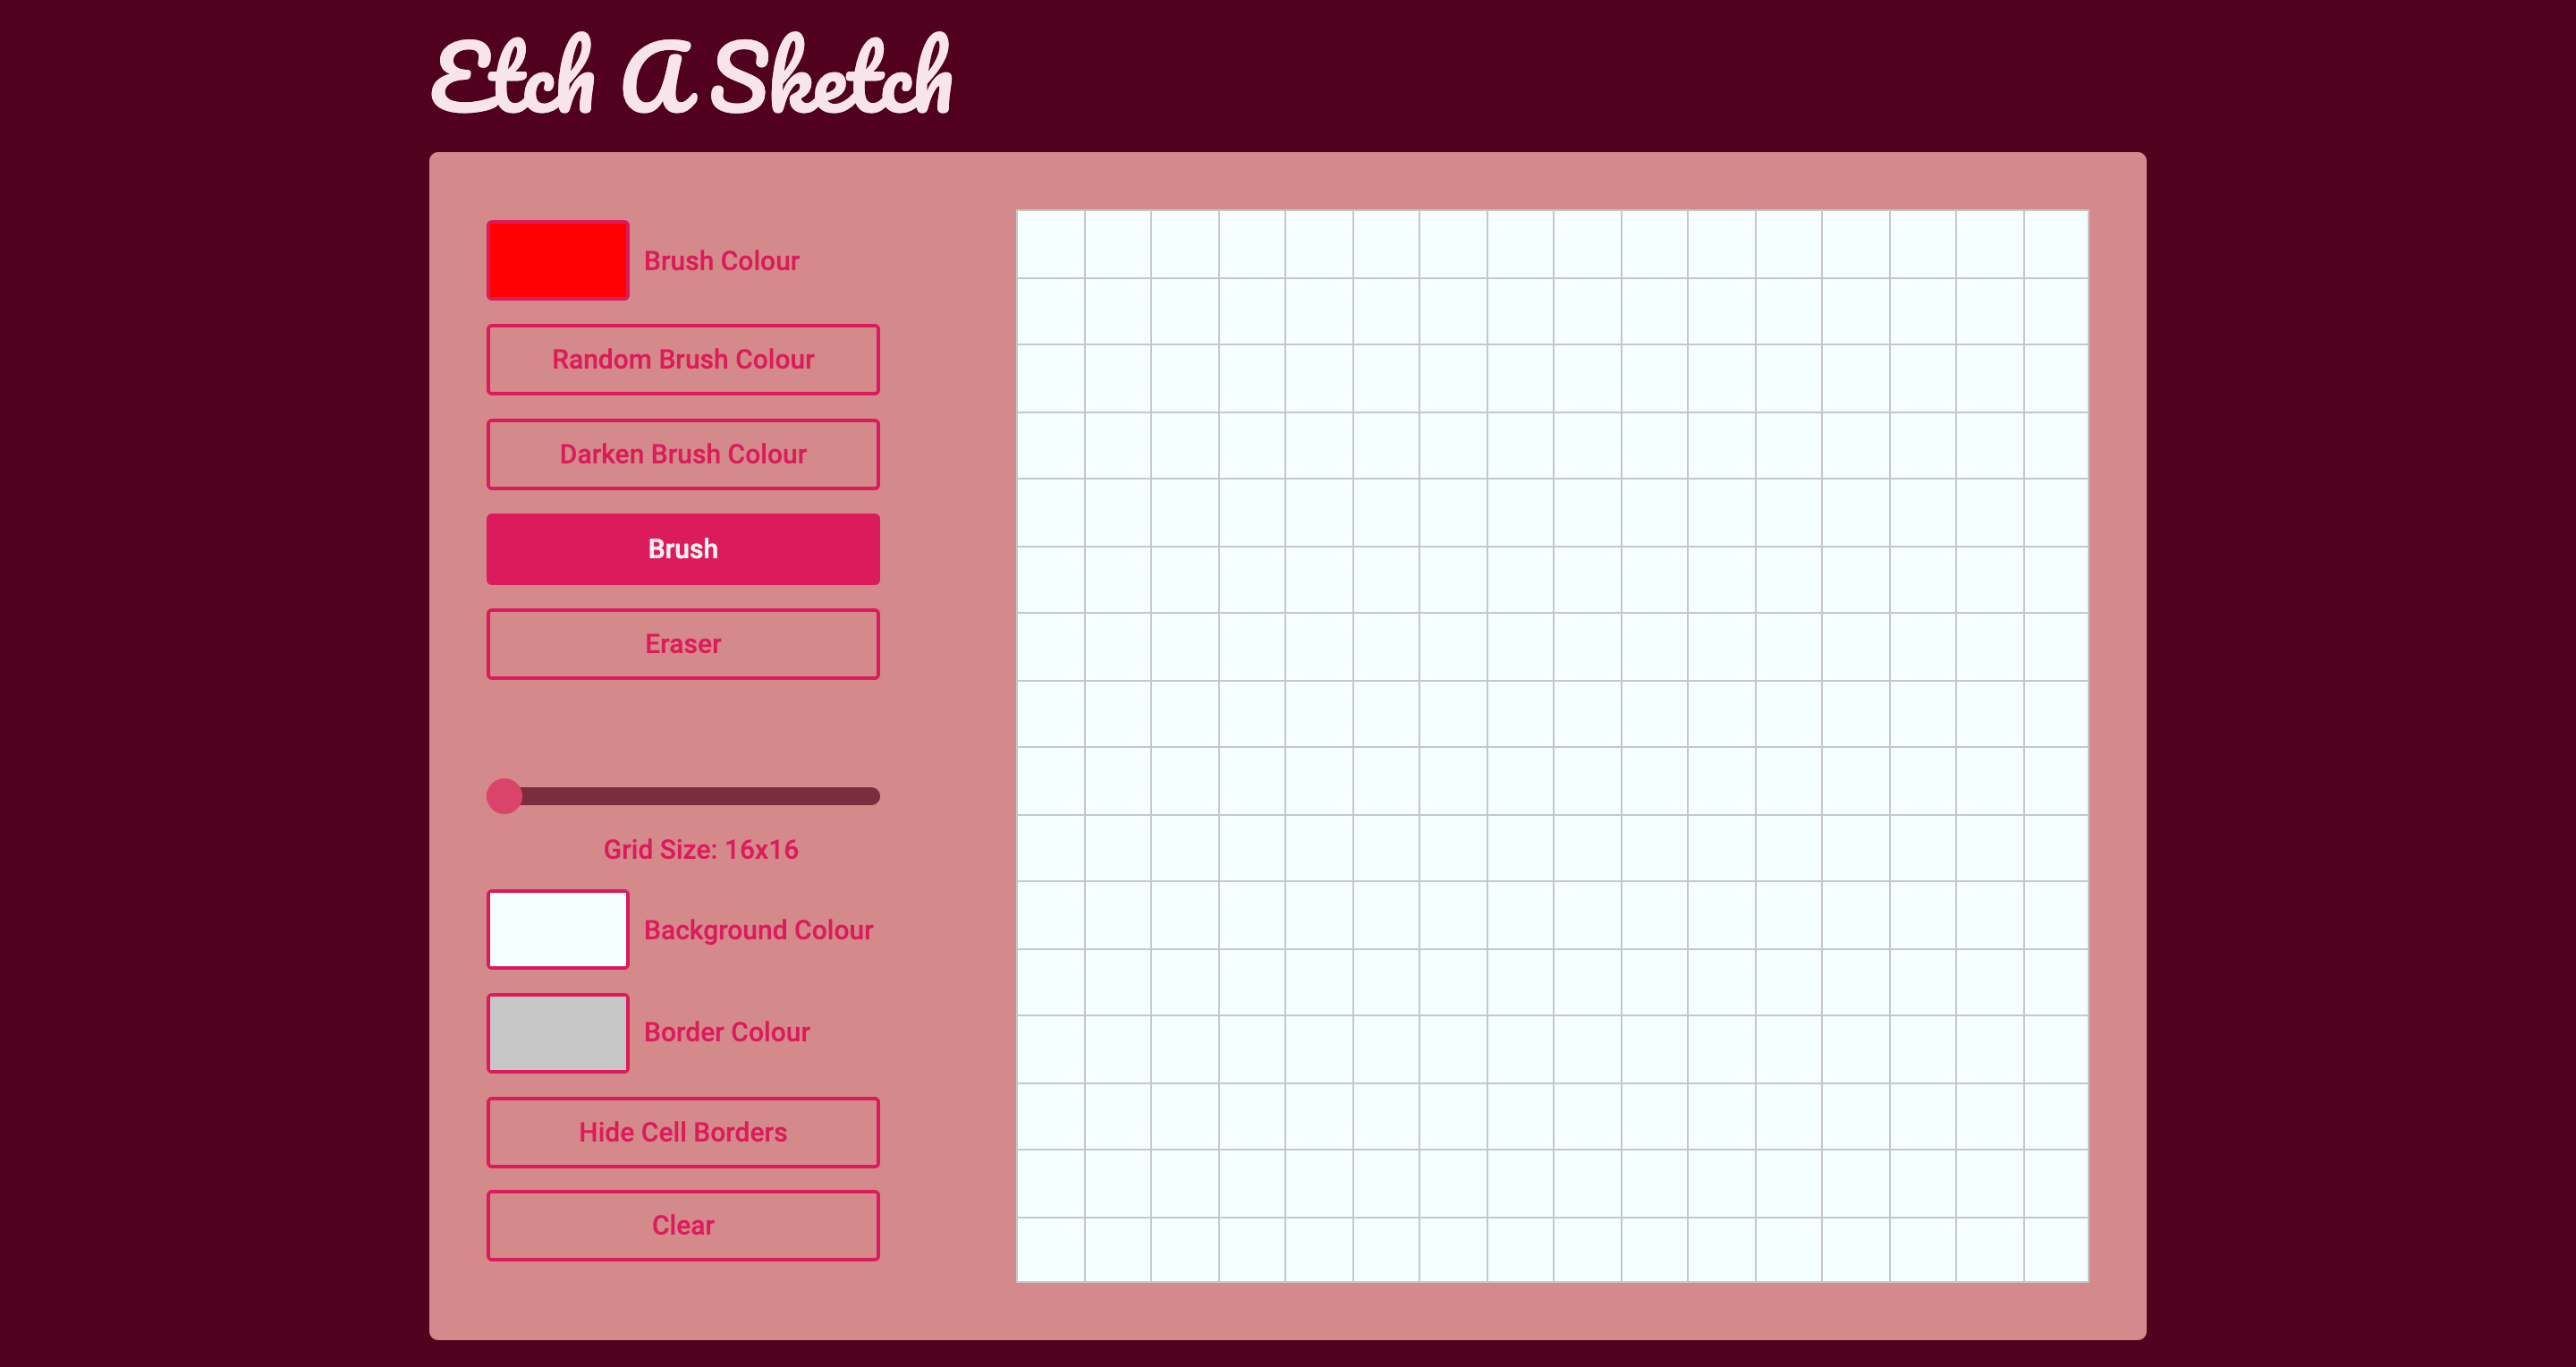 Etch A Sketch
Brush Colour
Random Brush Colour
Darken Brush Colour
Brush
Eraser
Grid Size: 16x16
Background Colour
Border Colour
Hide Cell Borders
Clear